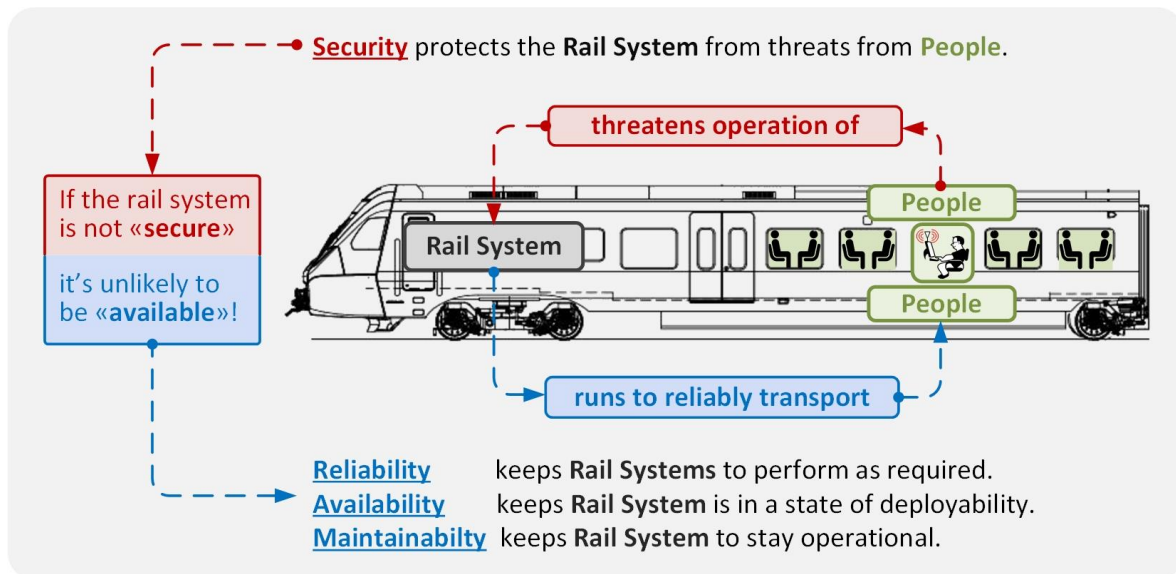 Security protects the Rail System from threats from People.
threatens operation of
If the rail system
is not «secure»
it's unlikely to
be «available»!
People
Rail System
People
runs to reliably transport
Reliability keeps Rail Systems to perform as required.
Availability keeps Rail System is in a state of deployability.
Maintainabilty keeps Rail System to stay operational.